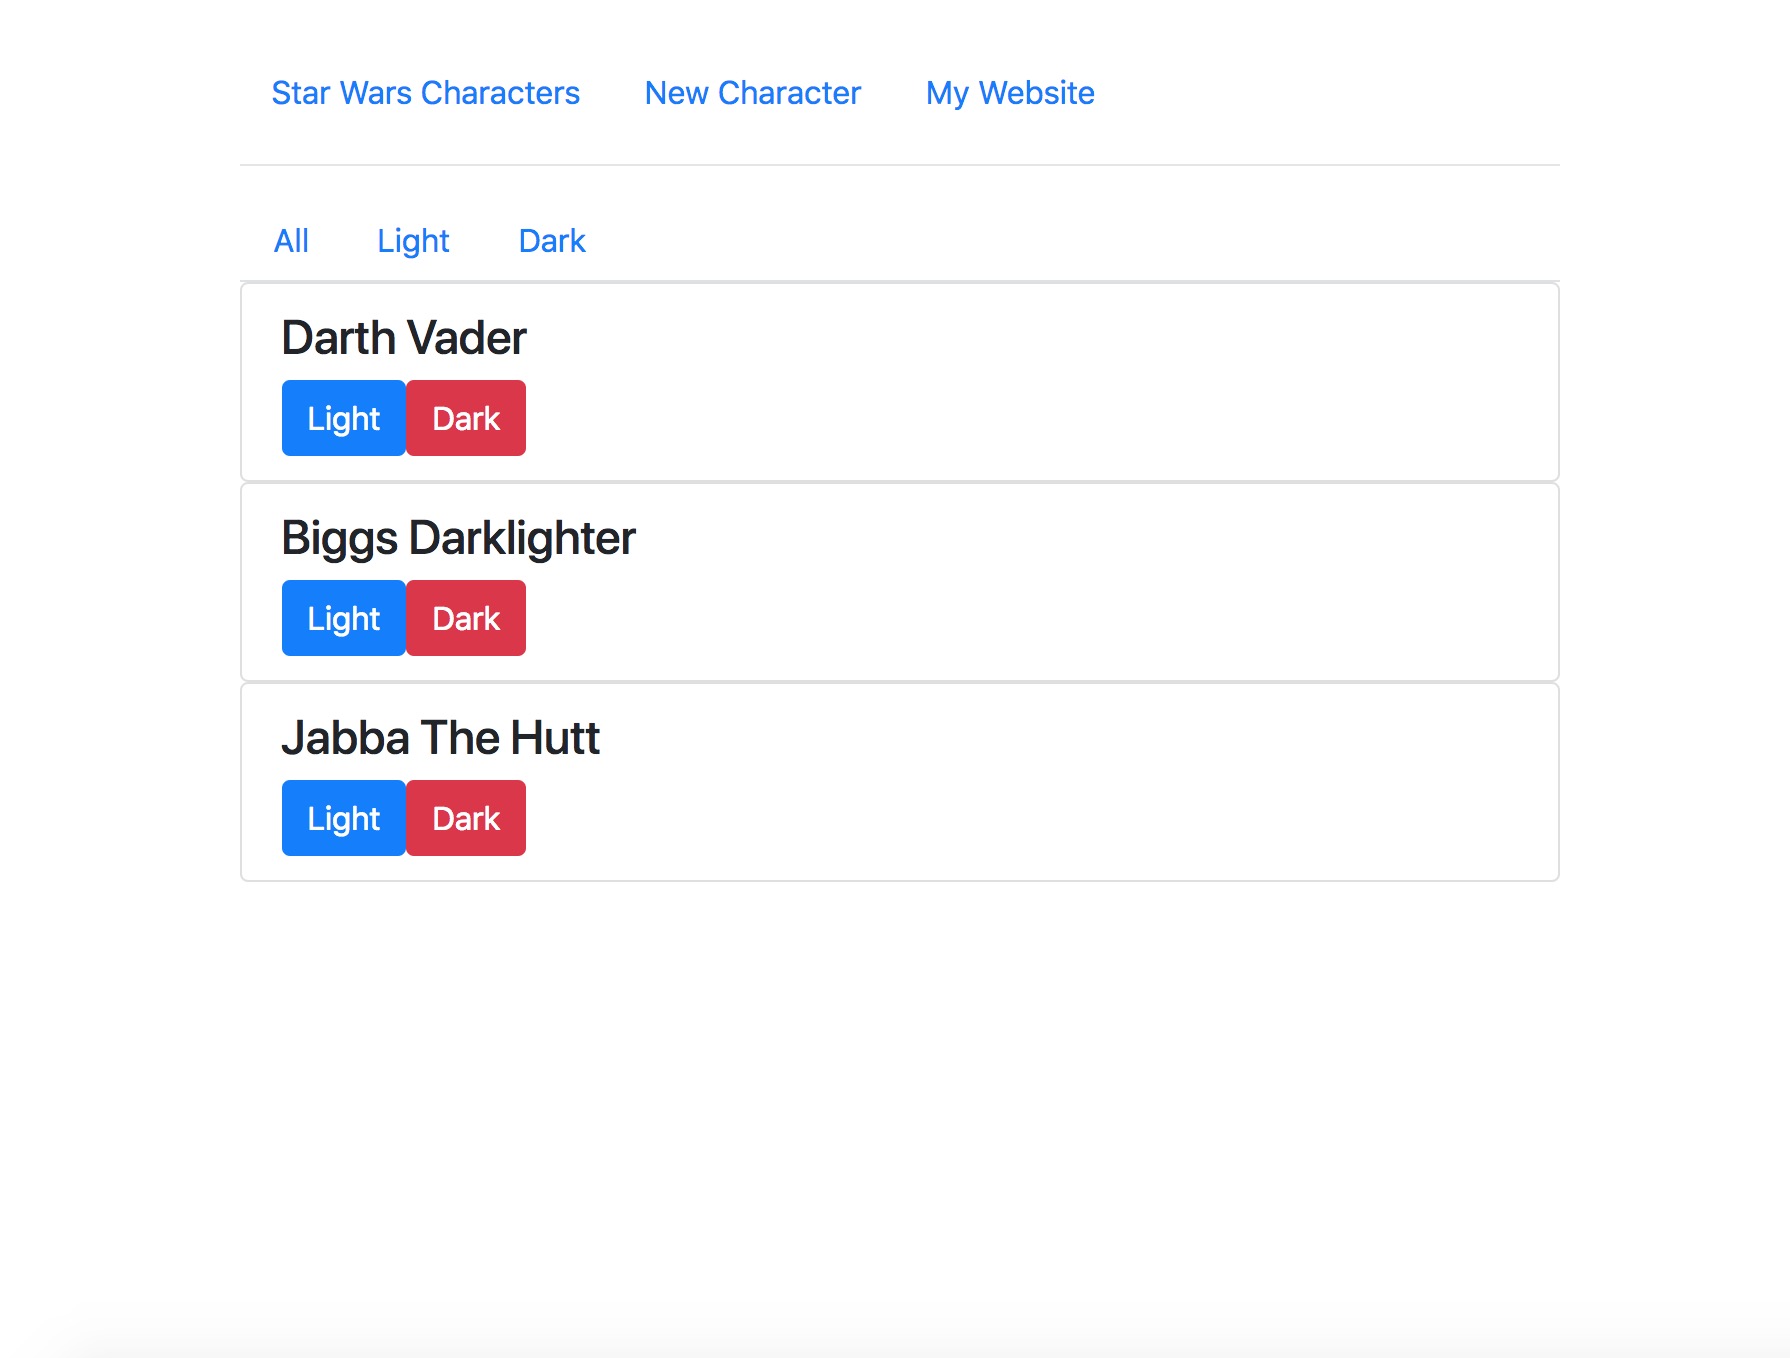 Star Wars Characters New Character My Website
All Light Dark
Darth Vader
Light Dark
Biggs Darklighter
Light Dark
Jabba The Hutt
Light Dark